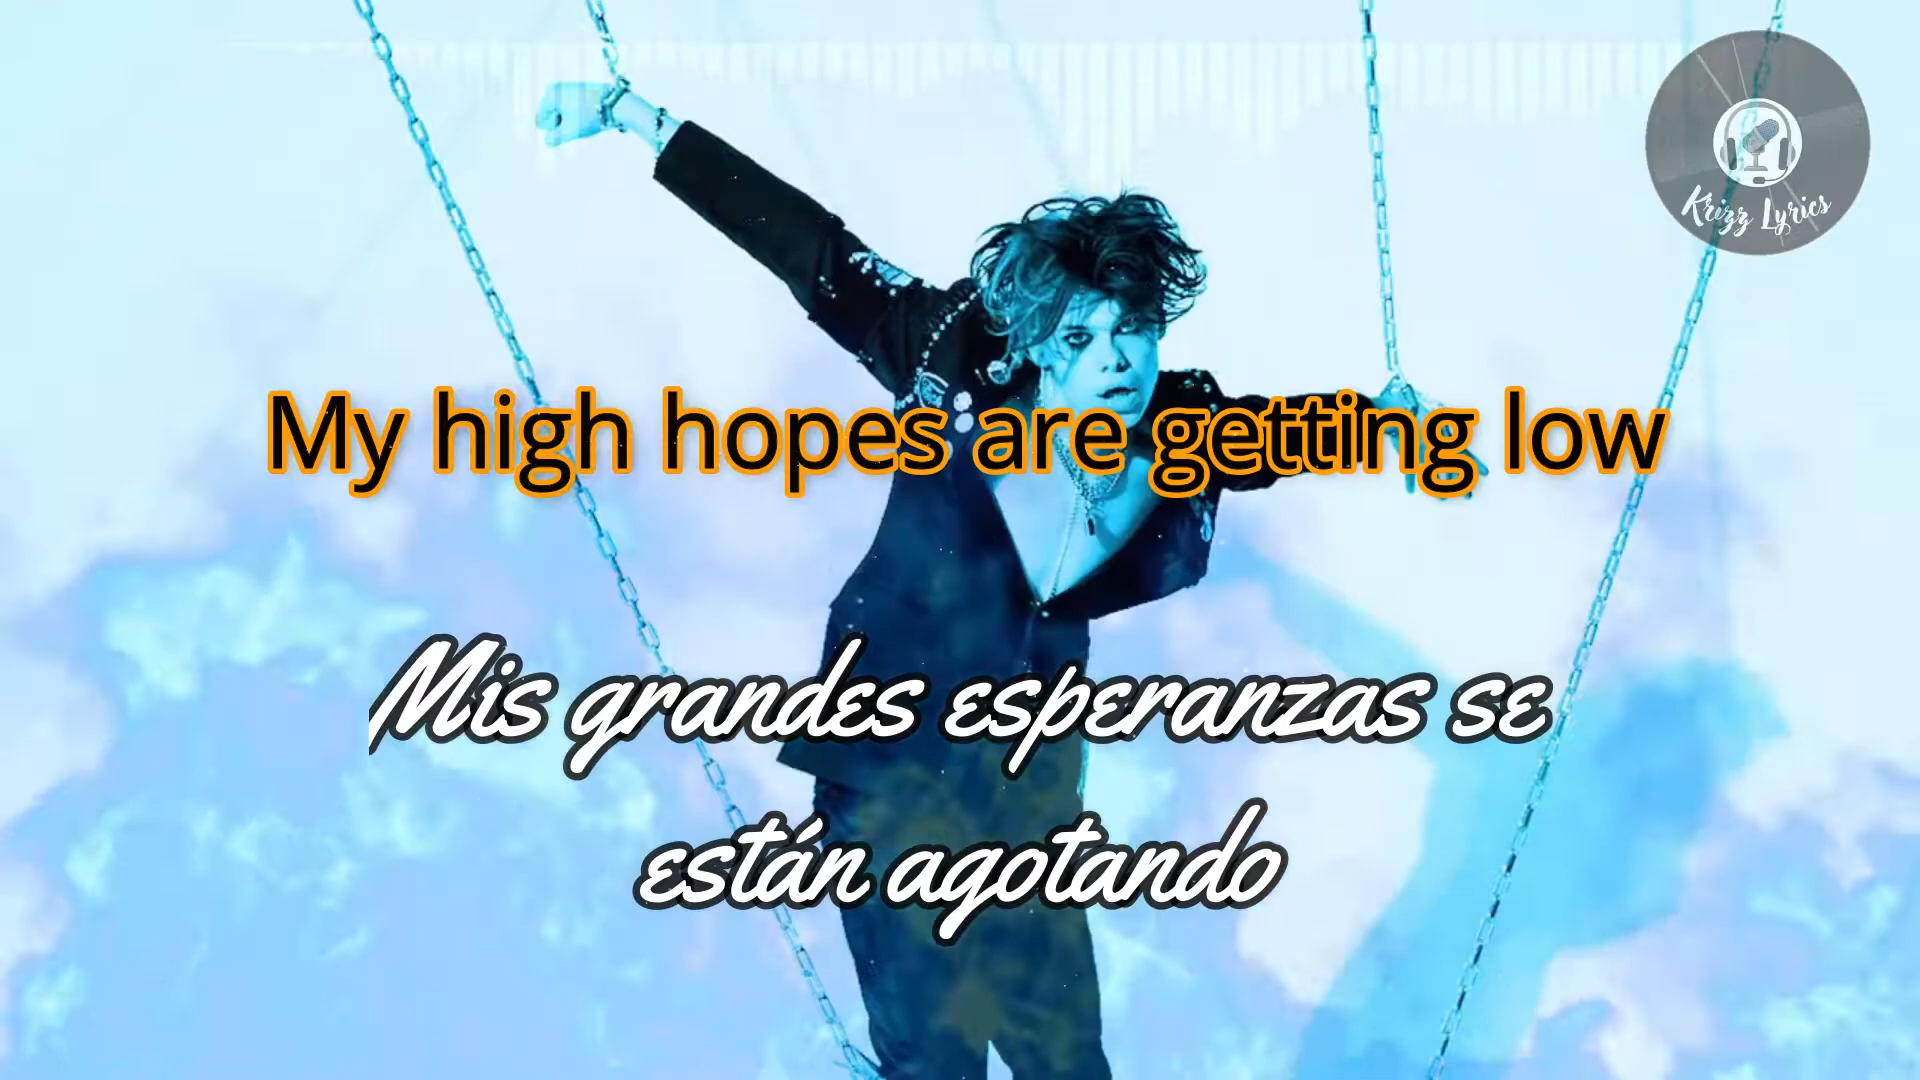 Krizz Lyrics
My high hopes are getting low
Mis grandes esperanzas se
están agotando